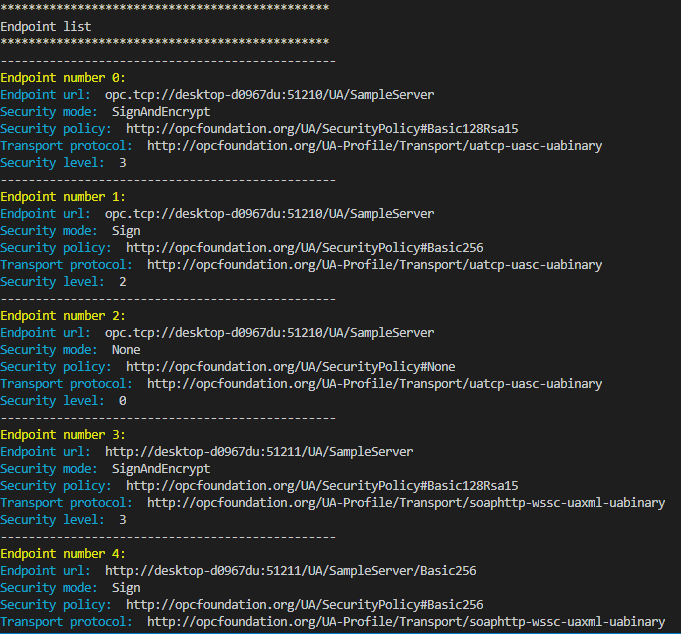 ***********************************************
Endpoint list
***********************************************
------------------------------------------------
Endpoint number 0:
Endpoint url:  opc.tcp://desktop-d0967du:51210/UA/SampleServer
Security mode:  SignAndEncrypt
Security policy:  http://opcfoundation.org/UA/SecurityPolicy#Basic128Rsa15
Transport protocol:  http://opcfoundation.org/UA-Profile/Transport/uatcp-uasc-uabinary
Security level:  3
------------------------------------------------
Endpoint number 1:
Endpoint url:  opc.tcp://desktop-d0967du:51210/UA/SampleServer
Security mode:  Sign
Security policy:  http://opcfoundation.org/UA/SecurityPolicy#Basic256
Transport protocol:  http://opcfoundation.org/UA-Profile/Transport/uatcp-uasc-uabinary
Security level:  2
------------------------------------------------
Endpoint number 2:
Endpoint url:  opc.tcp://desktop-d0967du:51210/UA/SampleServer
Security mode:  None
Security policy:  http://opcfoundation.org/UA/SecurityPolicy#None
Transport protocol:  http://opcfoundation.org/UA-Profile/Transport/uatcp-uasc-uabinary
Security level:  0
------------------------------------------------
Endpoint number 3:
Endpoint url:  http://desktop-d0967du:51211/UA/SampleServer
Security mode:  SignAndEncrypt
Security policy:  http://opcfoundation.org/UA/SecurityPolicy#Basic128Rsa15
Transport protocol:  http://opcfoundation.org/UA-Profile/Transport/soaphttp-wssc-uaxml-uabinary
Security level:  3
------------------------------------------------
Endpoint number 4:
Endpoint url:  http://desktop-d0967du:51211/UA/SampleServer/Basic256
Security mode:  Sign
Security policy:  http://opcfoundation.org/UA/SecurityPolicy#Basic256
Transport protocol:  http://opcfoundation.org/UA-Profile/Transport/soaphttp-wssc-uaxml-uabinary